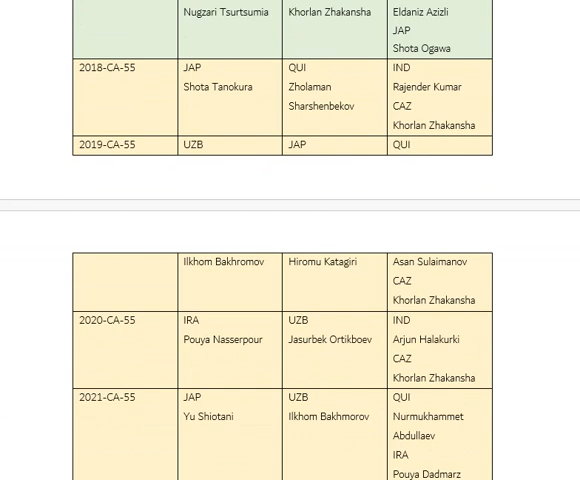 Nugzari Tsurtsumia Khorlan Zhakansha Eldaniz Azizli
JAP
Shota Ogawa
2018-CA-55 JAP QUI IND
Shota Tanokura Zholaman Rajender Kumar
Sharshenbekov CAZ
Khorlan Zhakansha
2019-CA-55 UZB JAP QUI
Ilkhom Bakhromov Hiromu Katagiri Asan Sulaimanov
CAZ
Khorlan Zhakansha
2020-CA-55 IRA UZB IND
Pouya Nasserpour Jasurbek Ortikboev Arjun Halakurki
CAZ
Khorlan Zhakansha
2021-CA-55 JAP UZB QUI
Yu Shiotani Ilkhom Bakhmorov Nurmukhammet
Abdullaev
IRA
Pouya Dadmarz